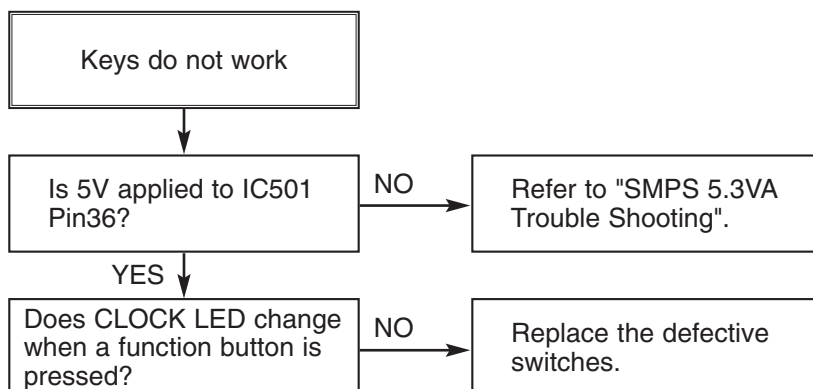 Keys do not work
Is 5V applied to IC501
Pin36?
NO
Refer to "SMPS 5.3VA
Trouble Shooting".
YES
Does CLOCK LED change
when a function button is
pressed?
NO
Replace the defective
switches.